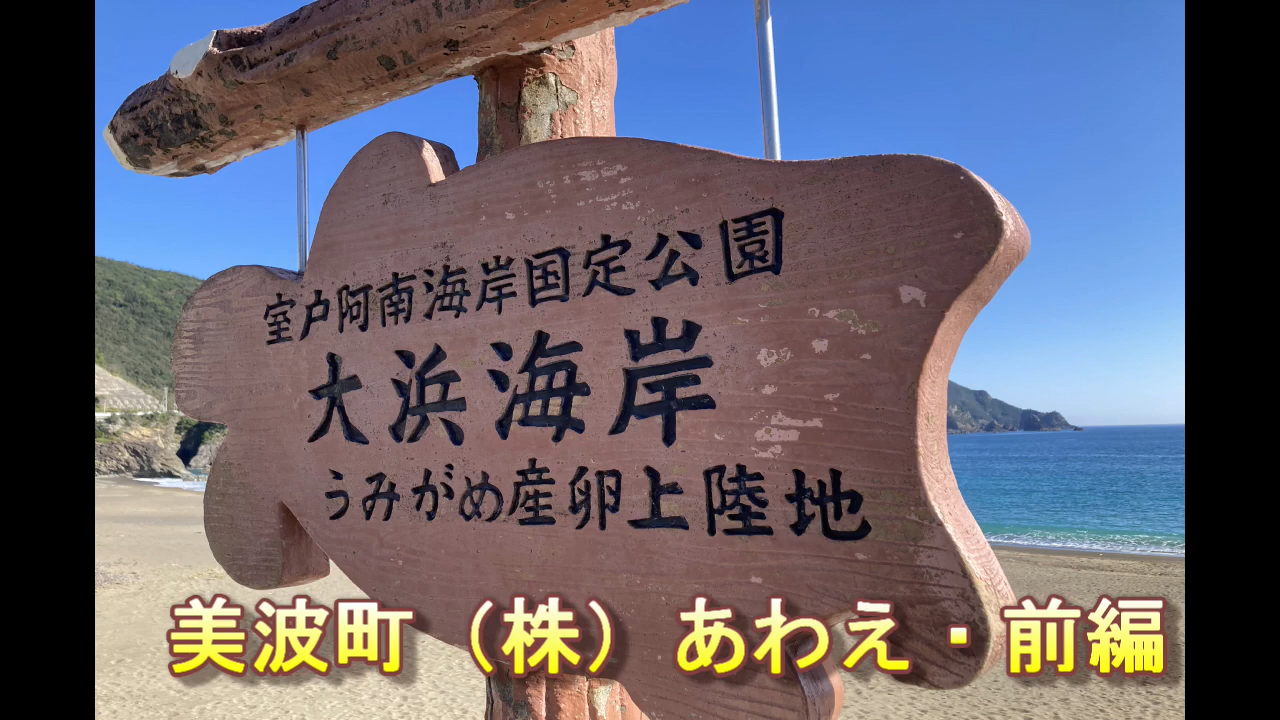 室戸阿南海岸国定公園
大浜海岸
うみがめ産卵上陸地
美波町（株）あわえ・前編